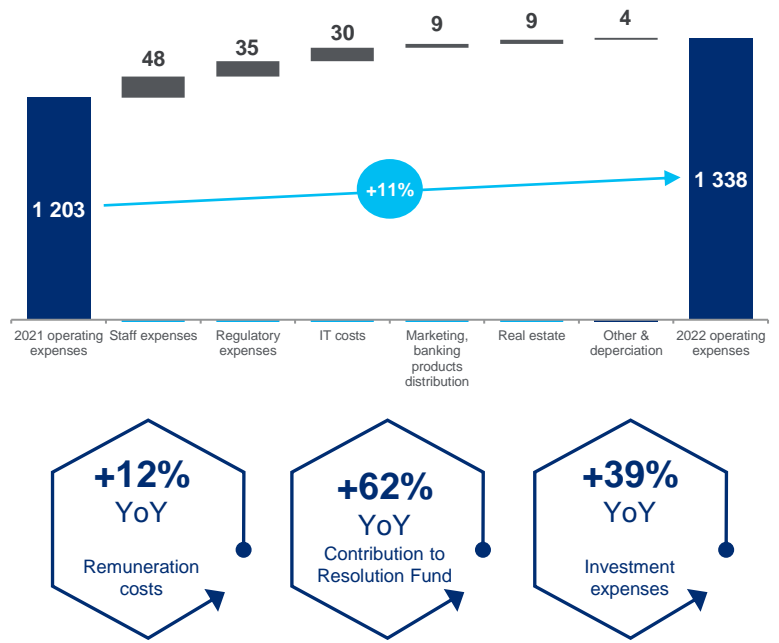 48
35
30
9
9
4
+11%
1 203
1 338
2021 operating
expenses
Staff expenses
Regulatory
expenses
IT costs
Marketing,
banking
products
distribution
Real estate
Other &
deperciation
2022 operating
expenses
+12%
YoY
Remuneration
costs
+62%
YoY
Contribution to
Resolution Fund
+39%
YoY
Investment
expenses